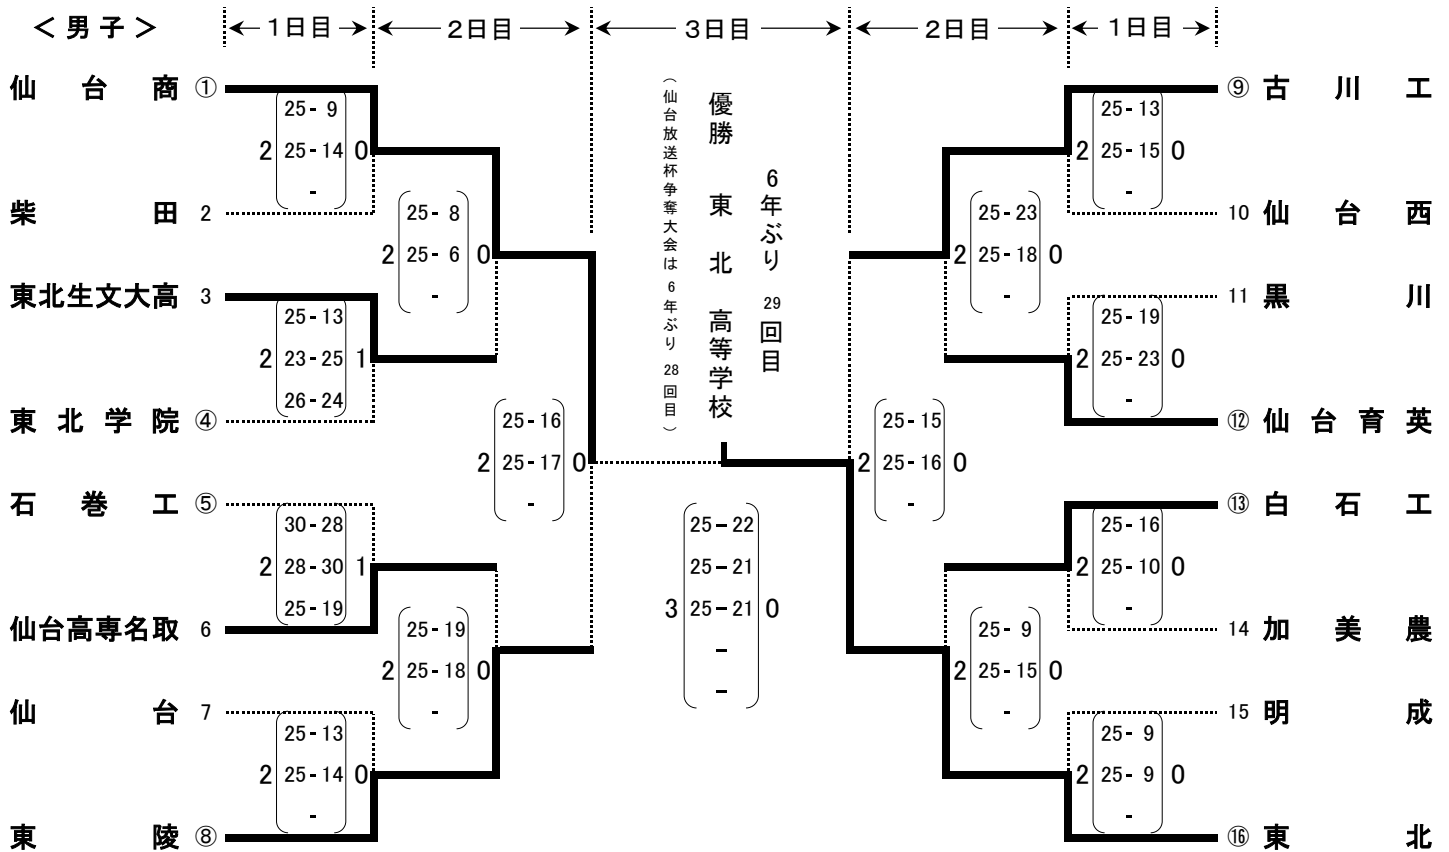 ＜男子＞ 1日目 2日目 3日目 2日目 1日目
仙台商 ①
25- 9
2 25-14 0
-
柴田 2
25- 8
2 25- 6 0
-
東北生文大高 3
25-13
2 23-25 1
26-24
東北学院 ④
25-16
2 25-17 0
-
石巻工 ⑤
30-28
2 28-30 1
25-19
仙台高専名取 6
25-19
2 25-18 0
-
仙台 7
25-13
2 25-14 0
-
東陵 ⑧
6年ぶり 29回目
優勝 東北高等学校
（仙台放送杯争奪大会は6年ぶり28回目）
25-22
25-21
3 25-21 0
-
-
⑨ 古川工
25-13
2 25-15 0
-
10 仙台西
25-23
2 25-18 0
-
11 黒川
25-19
2 25-23 0
-
⑫ 仙台育英
25-15
2 25-16 0
-
⑬ 白石工
25-16
2 25-10 0
-
14 加美農
25- 9
2 25-15 0
-
15 明成
25- 9
2 25- 9 0
-
⑯ 東北